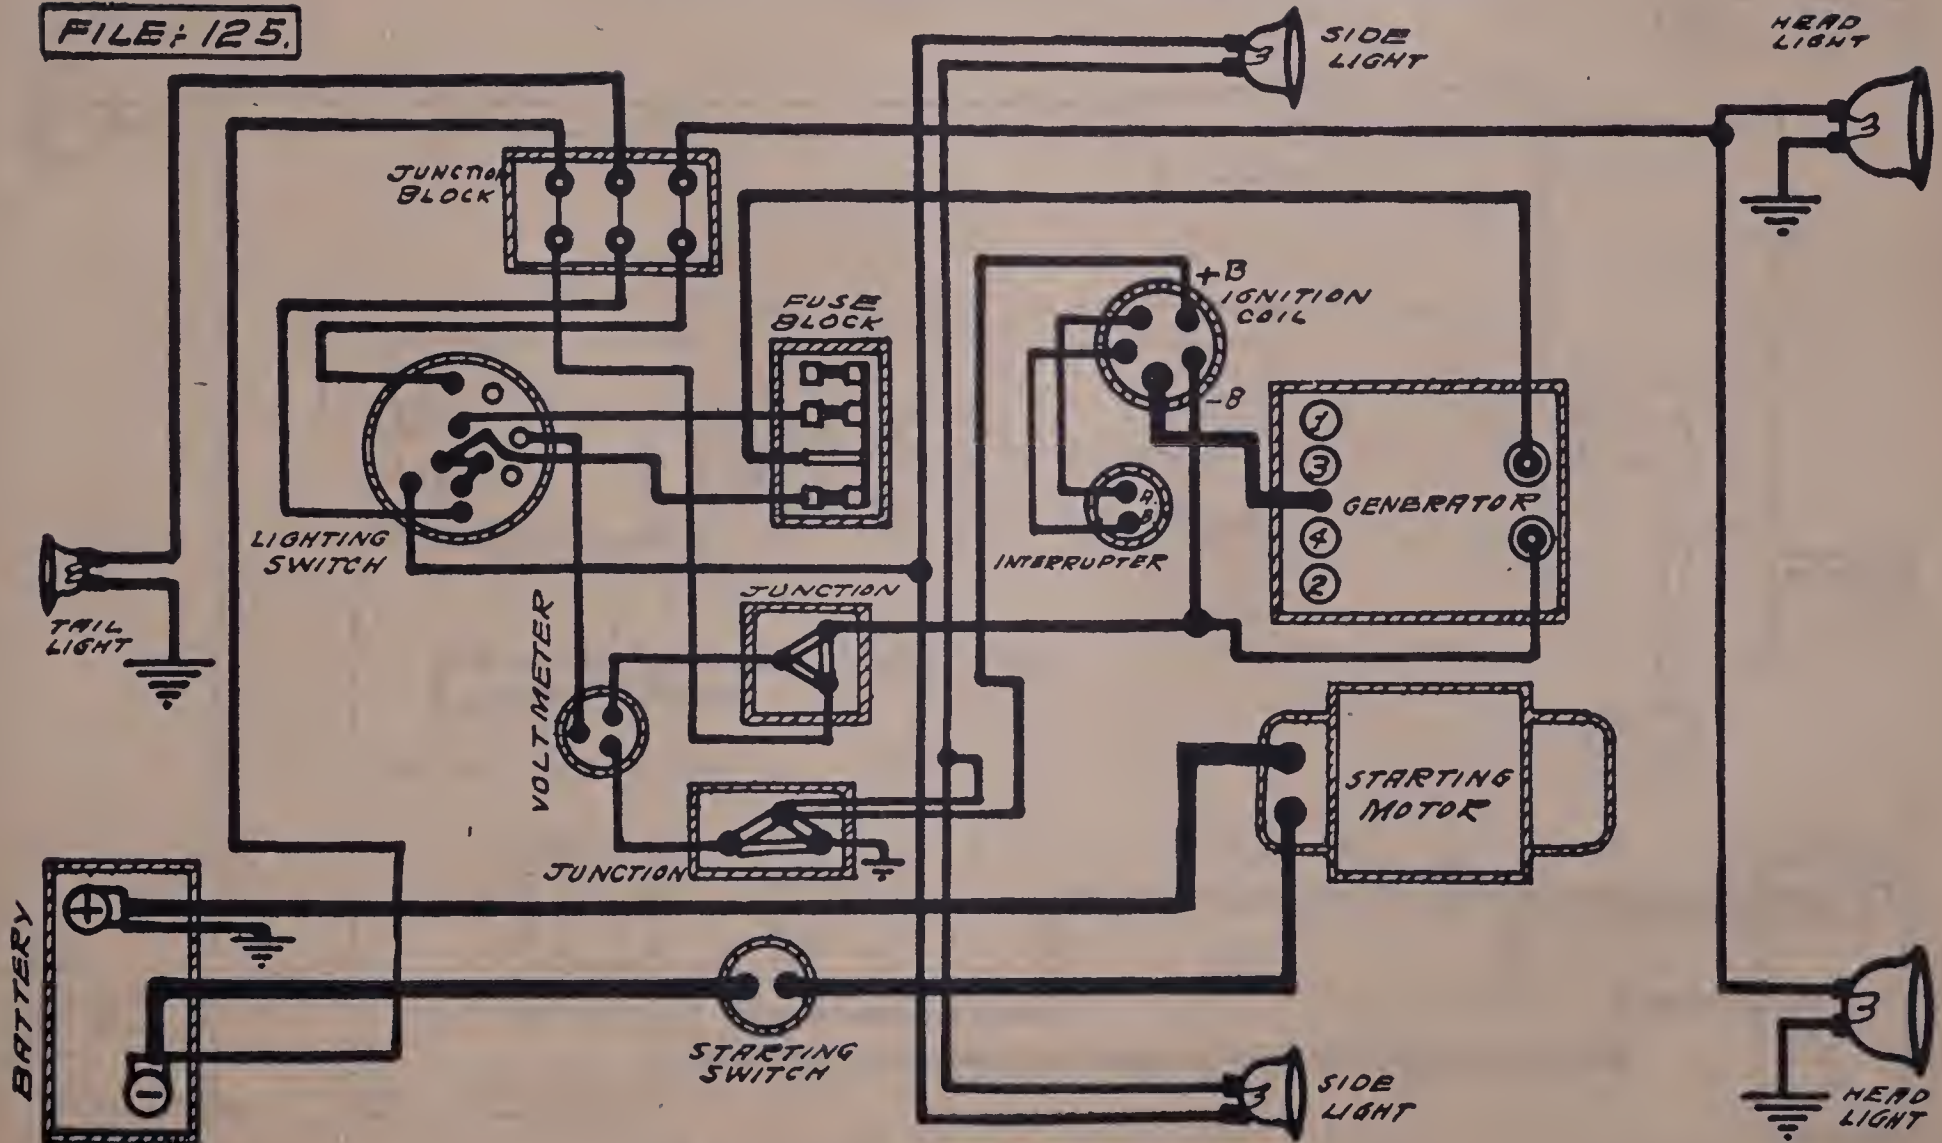 FILE: 125.
SIDE
LIGHT
HEAD
LIGHT
JUNCTION
BLOCK
FUSE
BLOCK
+B
IGNITION
COIL
-B
1
3
GENERATOR
4
2
A.
B.
INTERRUPTER
LIGHTING
SWITCH
JUNCTION
TAIL
LIGHT
VOLTMETER
STARTING
MOTOR
JUNCTION
+
BATTERY
-
STARTING
SWITCH
SIDE
LIGHT
HEAD
LIGHT